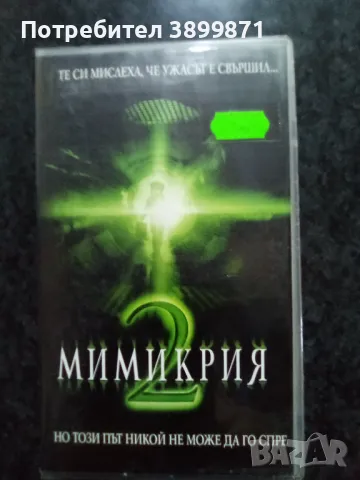 Потребител 3899871
ТЕ СИ МИСЛЕХА, ЧЕ УЖАСЪТ Е СВЪРШИЛ...
2
МИМИКРИЯ
НО ТОЗИ ПЪТ НИКОЙ НЕ МОЖЕ ДА ГО СПРЕ
BAZAR